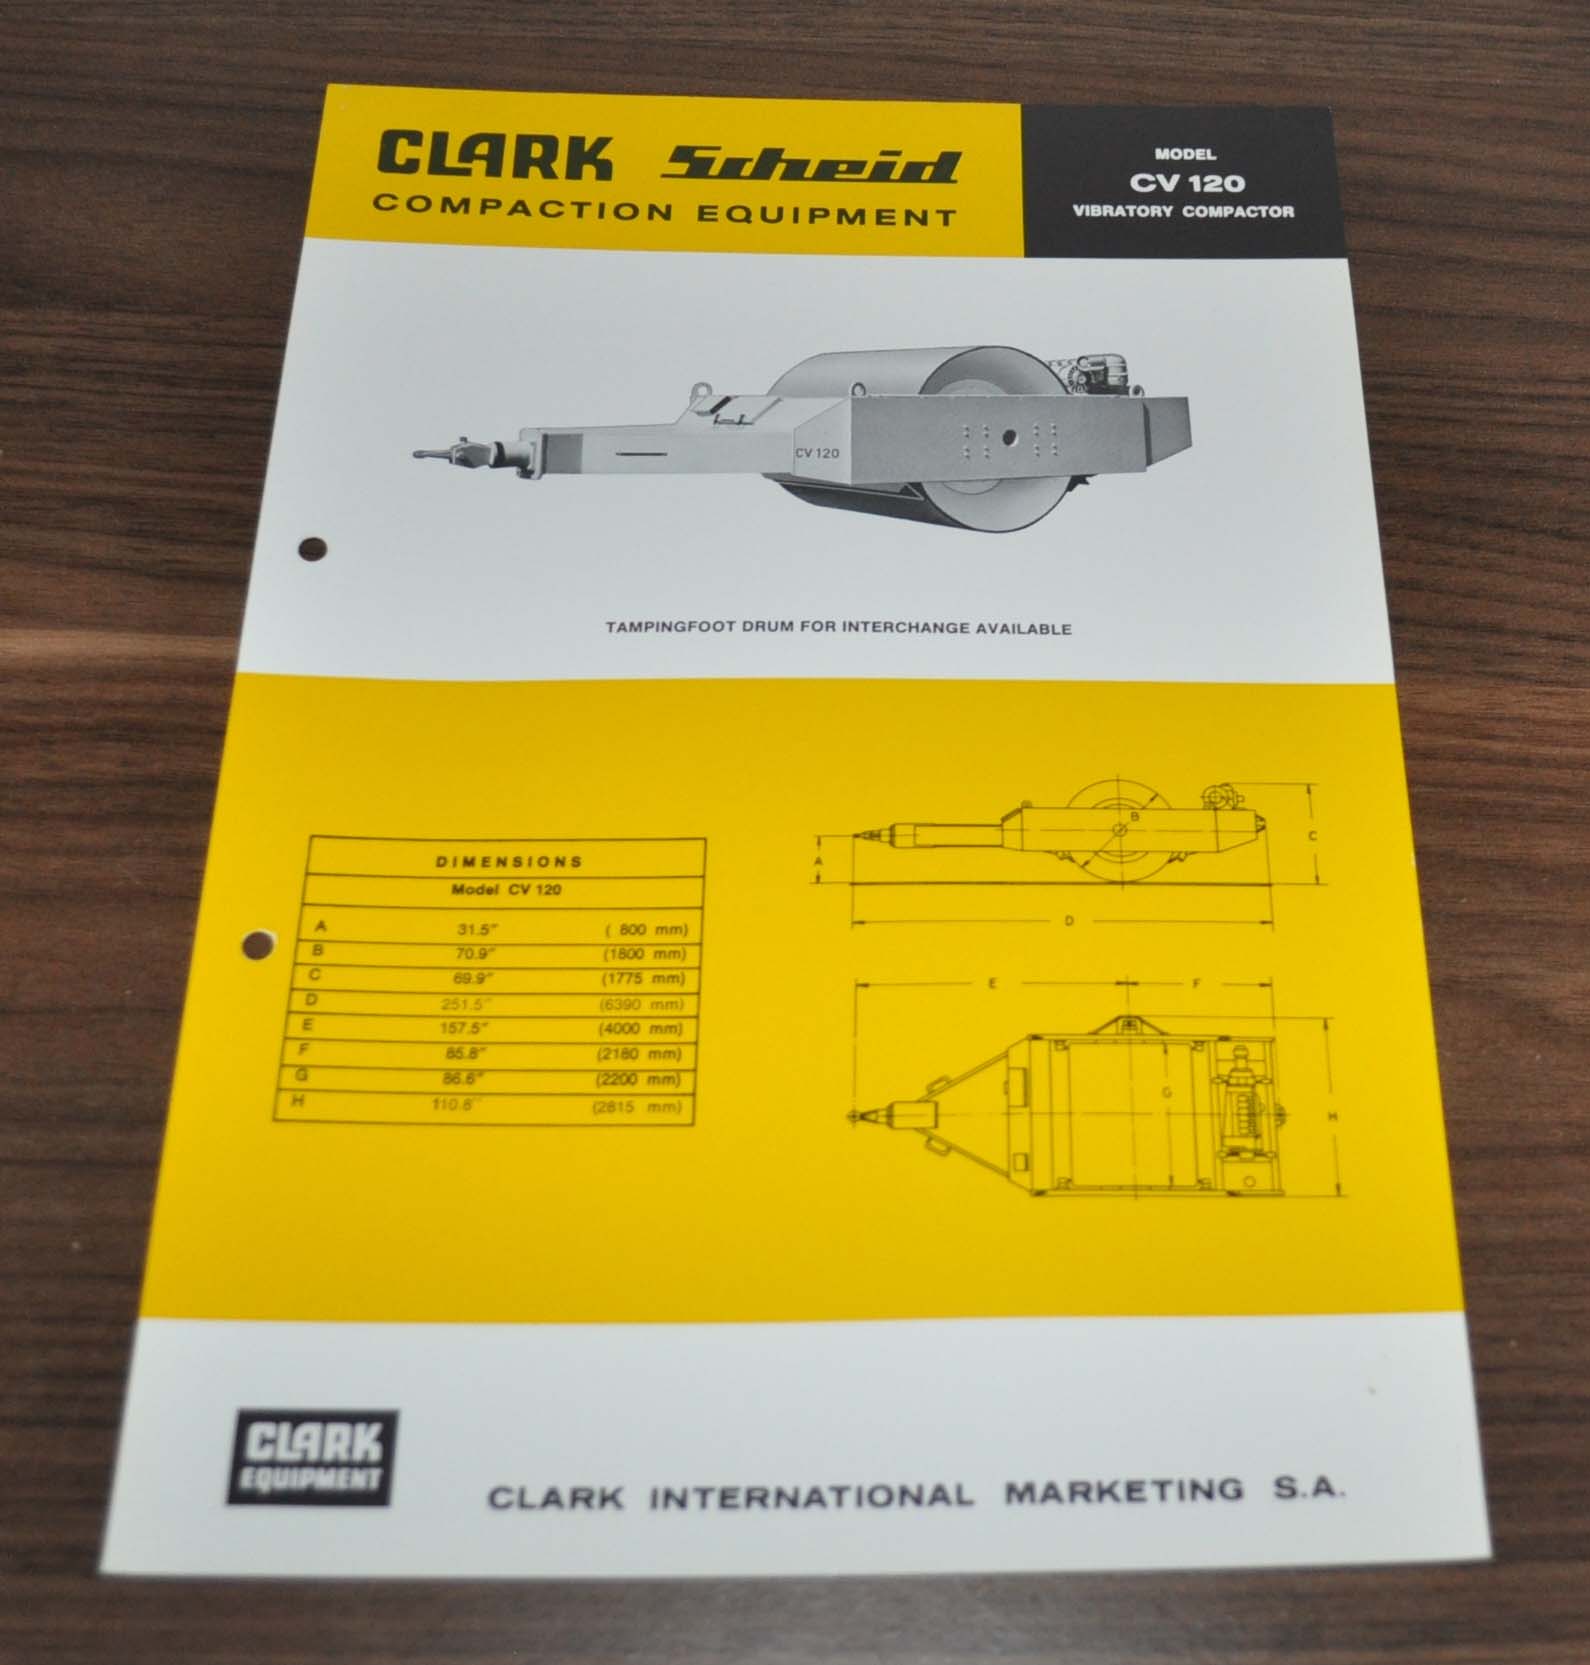 CLARK Scheid
COMPACTION EQUIPMENT
MODEL
CV 120
VIBRATORY COMPACTOR
CV 120
TAMPINGFOOT DRUM FOR INTERCHANGE AVAILABLE
DIMENSIONS
Model CV 120
A 31.5" ( 800 mm)
B 70.9" (1800 mm)
C 69.9" (1775 mm)
D 251.5" (6390 mm)
E 157.5" (4000 mm)
F 85.8" (2180 mm)
G 86.6" (2200 mm)
H 110.8" (2815 mm)
B
A
C
D
E F
G
H
CLARK
EQUIPMENT
CLARK INTERNATIONAL MARKETING S.A.